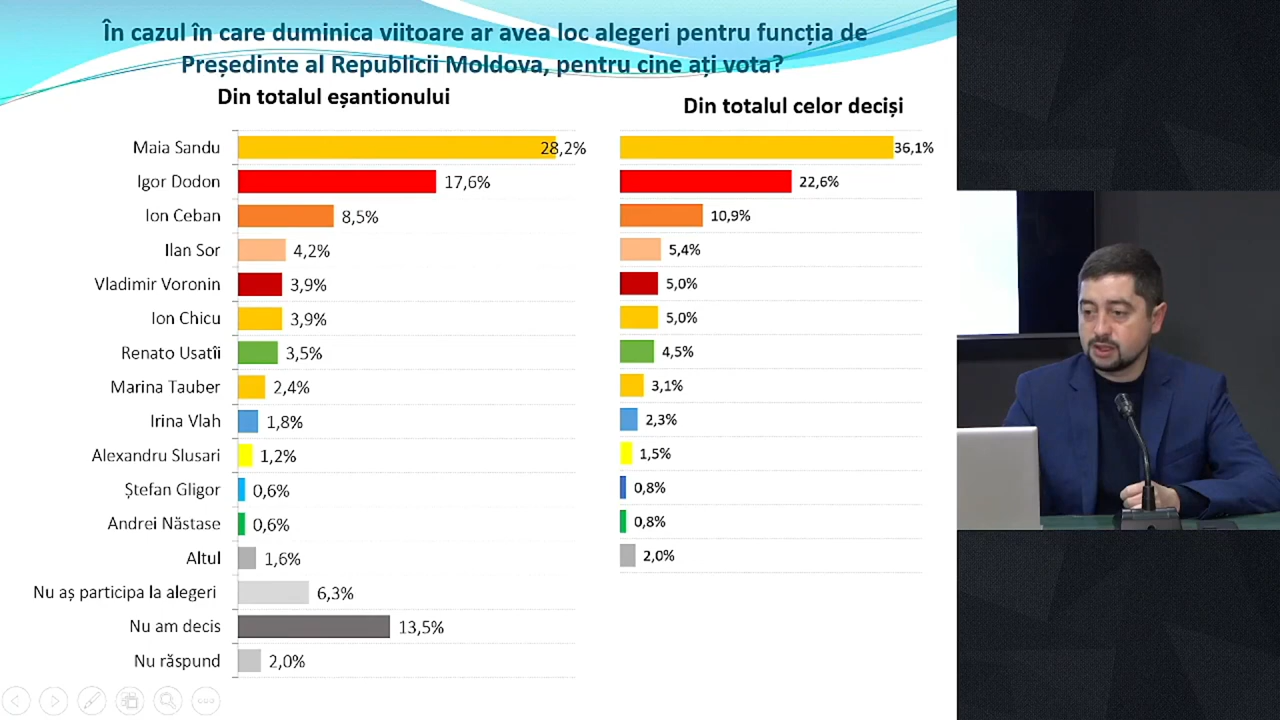 În cazul în care duminica viitoare ar avea loc alegeri pentru funcția de
Președinte al Republicii Moldova, pentru cine ați vota?
Din totalul eșantionului
Maia Sandu 28,2%
Igor Dodon 17,6%
Ion Ceban 8,5%
Ilan Sor 4,2%
Vladimir Voronin 3,9%
Ion Chicu 3,9%
Renato Usatîi 3,5%
Marina Tauber 2,4%
Irina Vlah 1,8%
Alexandru Slusari 1,2%
Ștefan Gligor 0,6%
Andrei Năstase 0,6%
Altul 1,6%
Nu aș participa la alegeri 6,3%
Nu am decis 13,5%
Nu răspund 2,0%
Din totalul celor deciși
36,1%
22,6%
10,9%
5,4%
5,0%
5,0%
4,5%
3,1%
2,3%
1,5%
0,8%
0,8%
2,0%